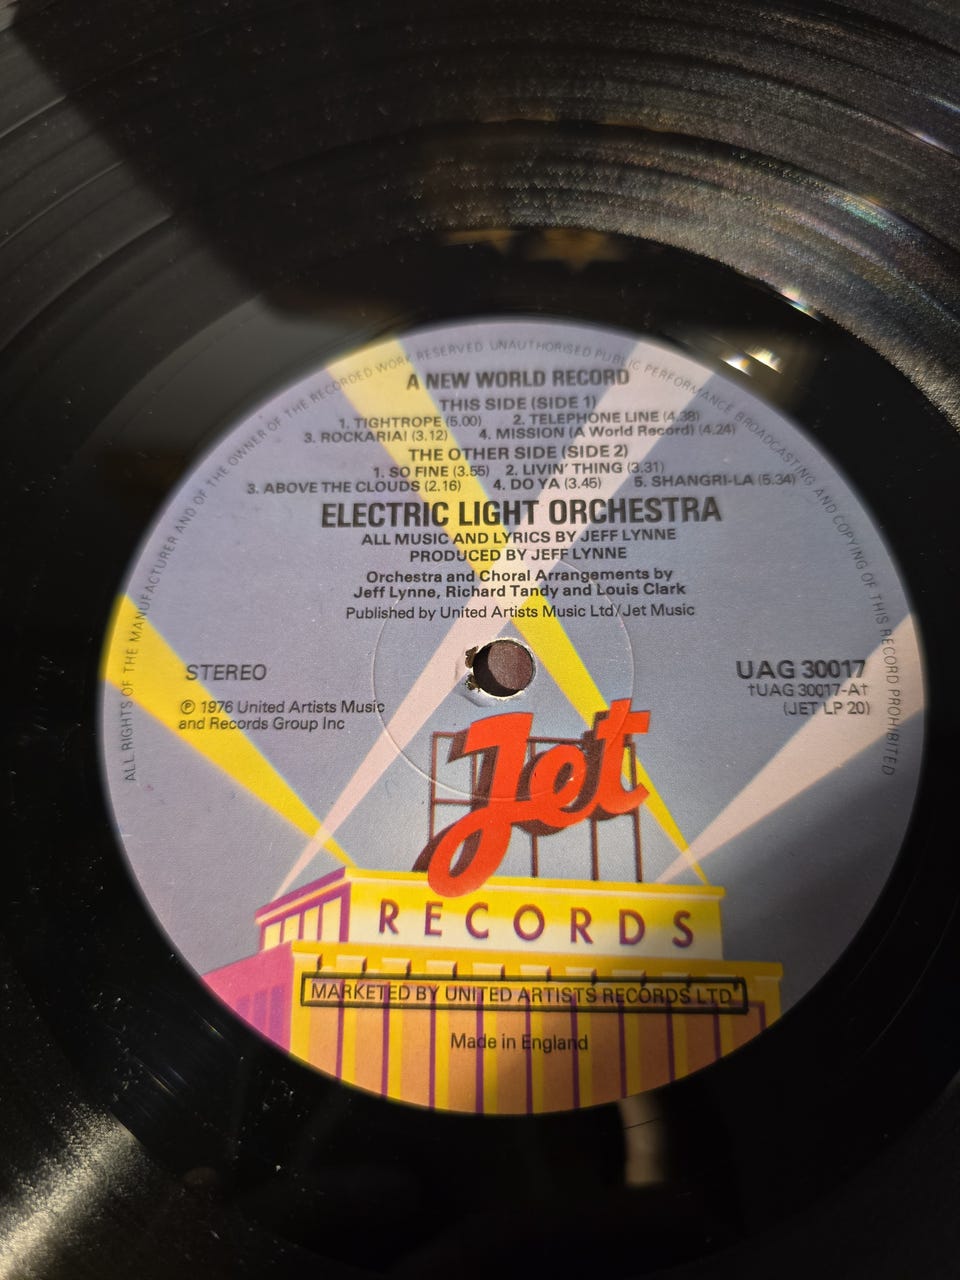 ALL RIGHTS OF THE MANUFACTURER AND OF THE OWNER OF THE RECORDED WORK RESERVED. UNAUTHORISED PUBLIC PERFORMANCE BROADCASTING AND COPYING OF THIS RECORD PROHIBITED
A NEW WORLD RECORD
THIS SIDE (SIDE 1)
1. TIGHTROPE (5.00) 2. TELEPHONE LINE (4.38)
3. ROCKARIA! (3.12) 4. MISSION (A World Record) (4.24)
THE OTHER SIDE (SIDE 2)
1. SO FINE (3.55) 2. LIVIN' THING (3.31)
3. ABOVE THE CLOUDS (2.16) 4. DO YA (3.45) 5. SHANGRI-LA (5.34)
ELECTRIC LIGHT ORCHESTRA
ALL MUSIC AND LYRICS BY JEFF LYNNE
PRODUCED BY JEFF LYNNE
Orchestra and Choral Arrangements by
Jeff Lynne, Richard Tandy and Louis Clark
Published by United Artists Music Ltd/Jet Music
STEREO
℗ 1976 United Artists Music
and Records Group Inc
UAG 30017
†UAG 30017-A†
(JET LP 20)
Jet
RECORDS
MARKETED BY UNITED ARTISTS RECORDS LTD
Made in England